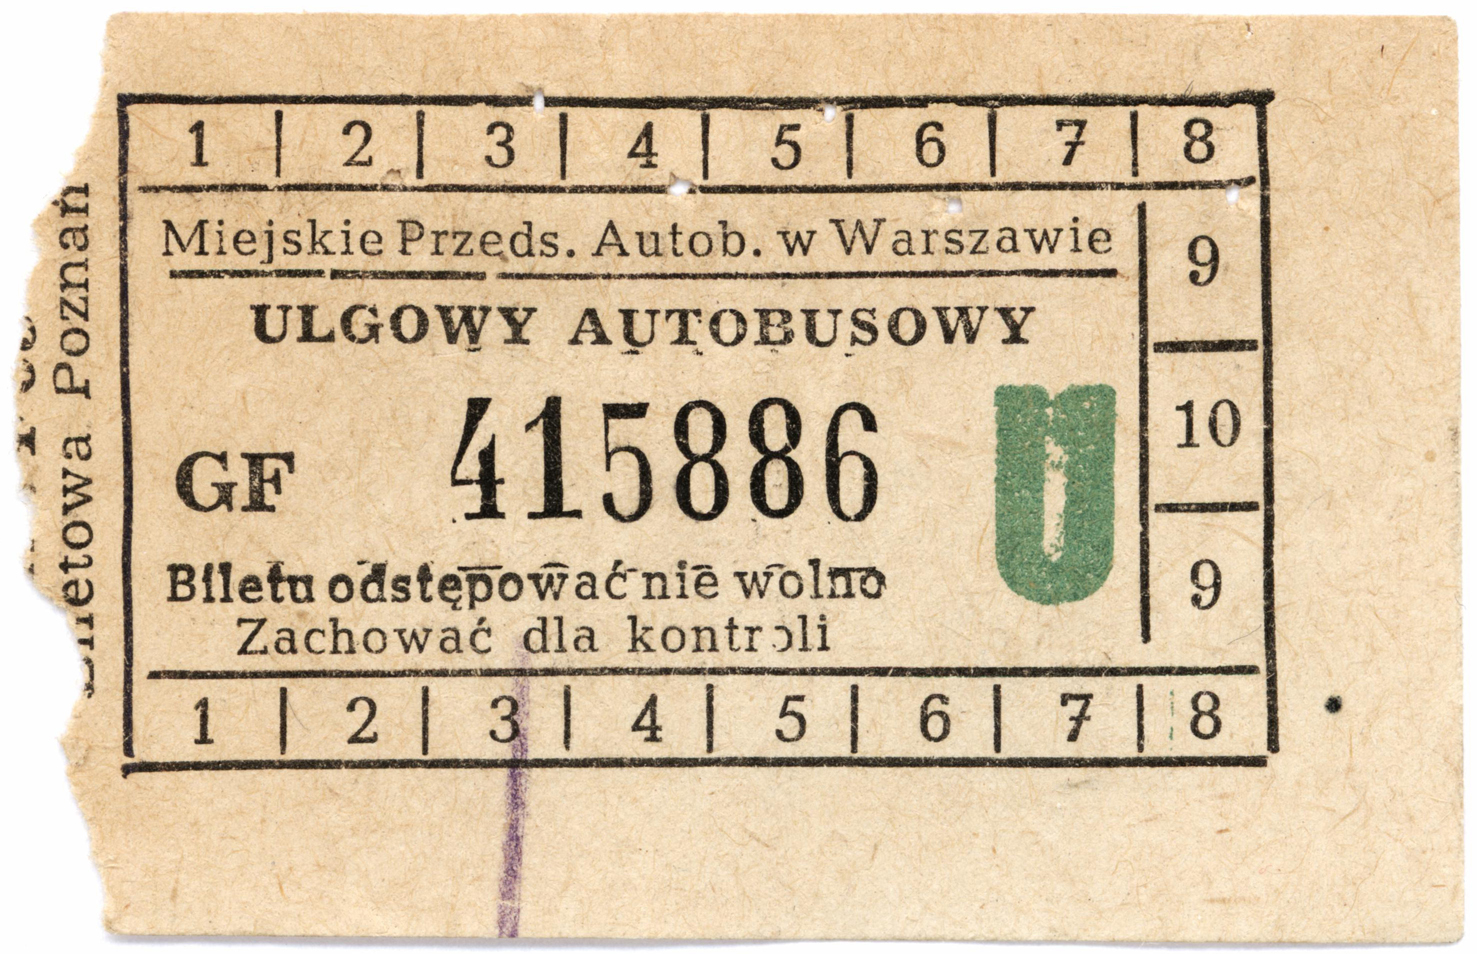 1 2 3 4 5 6 7 8
Miejskie Przeds. Autob. w Warszawie
9
ULGOWY AUTOBUSOWY
GF 415886 U
10
Biletu odstępować nie wolno
9
Zachować dla kontroli
1 2 3 4 5 6 7 8
Biletowa Poznań